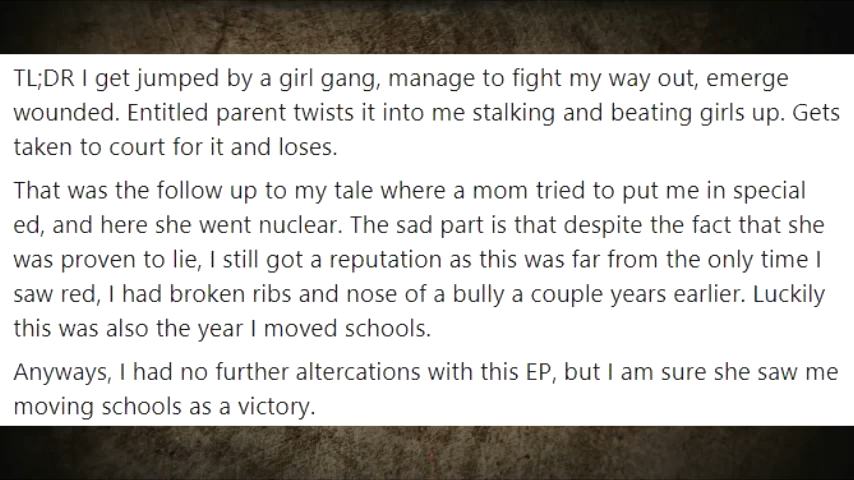 TL;DR I get jumped by a girl gang, manage to fight my way out, emerge
wounded. Entitled parent twists it into me stalking and beating girls up. Gets
taken to court for it and loses.
That was the follow up to my tale where a mom tried to put me in special
ed, and here she went nuclear. The sad part is that despite the fact that she
was proven to lie, I still got a reputation as this was far from the only time I
saw red, I had broken ribs and nose of a bully a couple years earlier. Luckily
this was also the year I moved schools.
Anyways, I had no further altercations with this EP, but I am sure she saw me
moving schools as a victory.